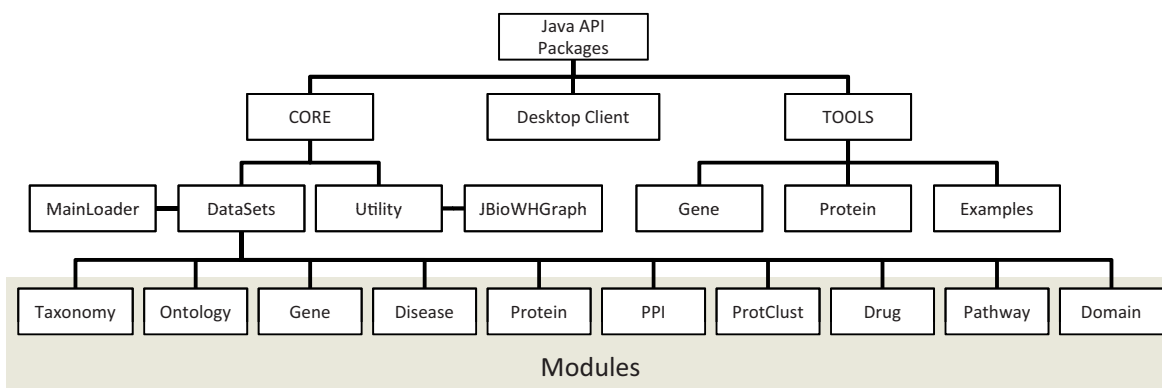 Java API
Packages
CORE
Desktop Client
TOOLS
MainLoader
DataSets
Utility
JBioWHGraph
Gene
Protein
Examples
Taxonomy
Ontology
Gene
Disease
Protein
PPI
ProtClust
Drug
Pathway
Domain
Modules